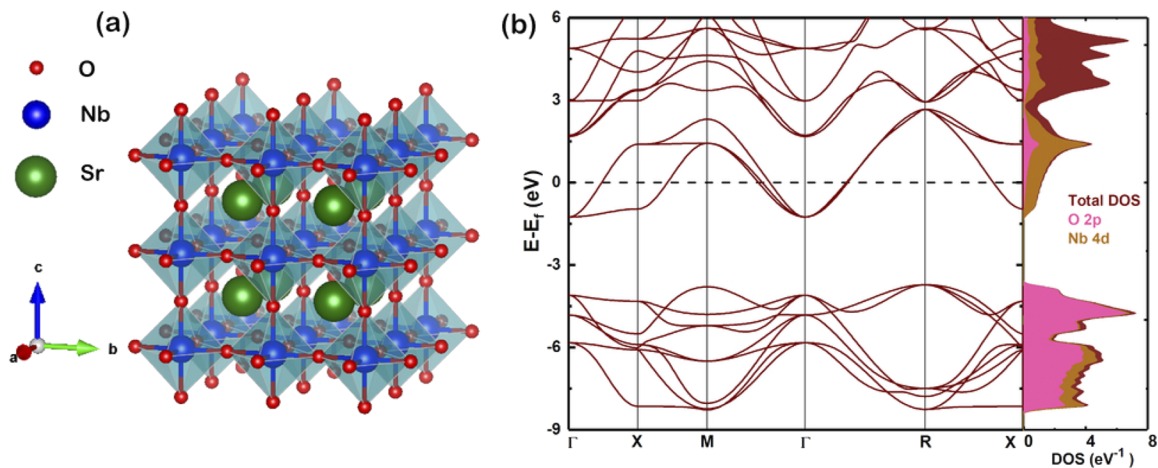 (a)
O
Nb
Sr
c
a
b
(b)
E-E_f (eV)
6
3
0
-3
-6
-9
Γ X M Γ R X
Total DOS
O 2p
Nb 4d
0 4 8
DOS (eV⁻¹)